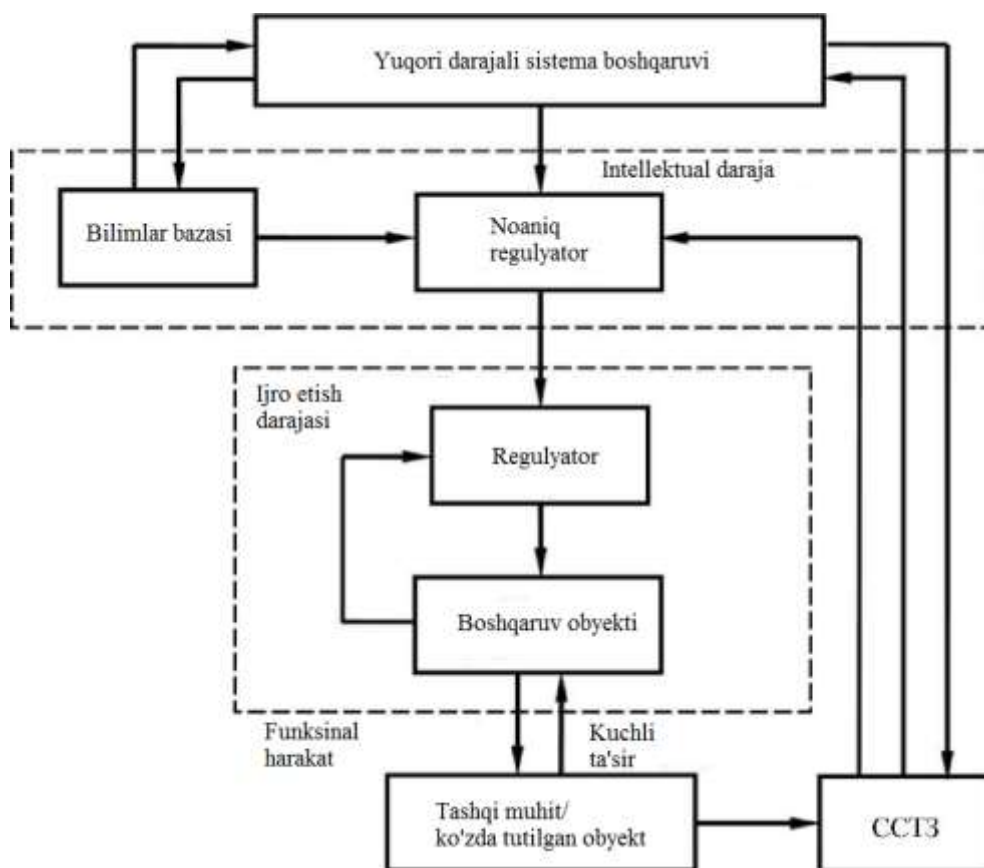 Yuqori darajali sistema boshqaruvi
Intellektual daraja
Bilimlar bazasi
Noaniq
regulyator
Ijro etish
darajasi
Regulyator
Boshqaruv obyekti
Funksinal
harakat
Kuchli
ta'sir
Tashqi muhit/
ko'zda tutilgan obyekt
ССТЗ